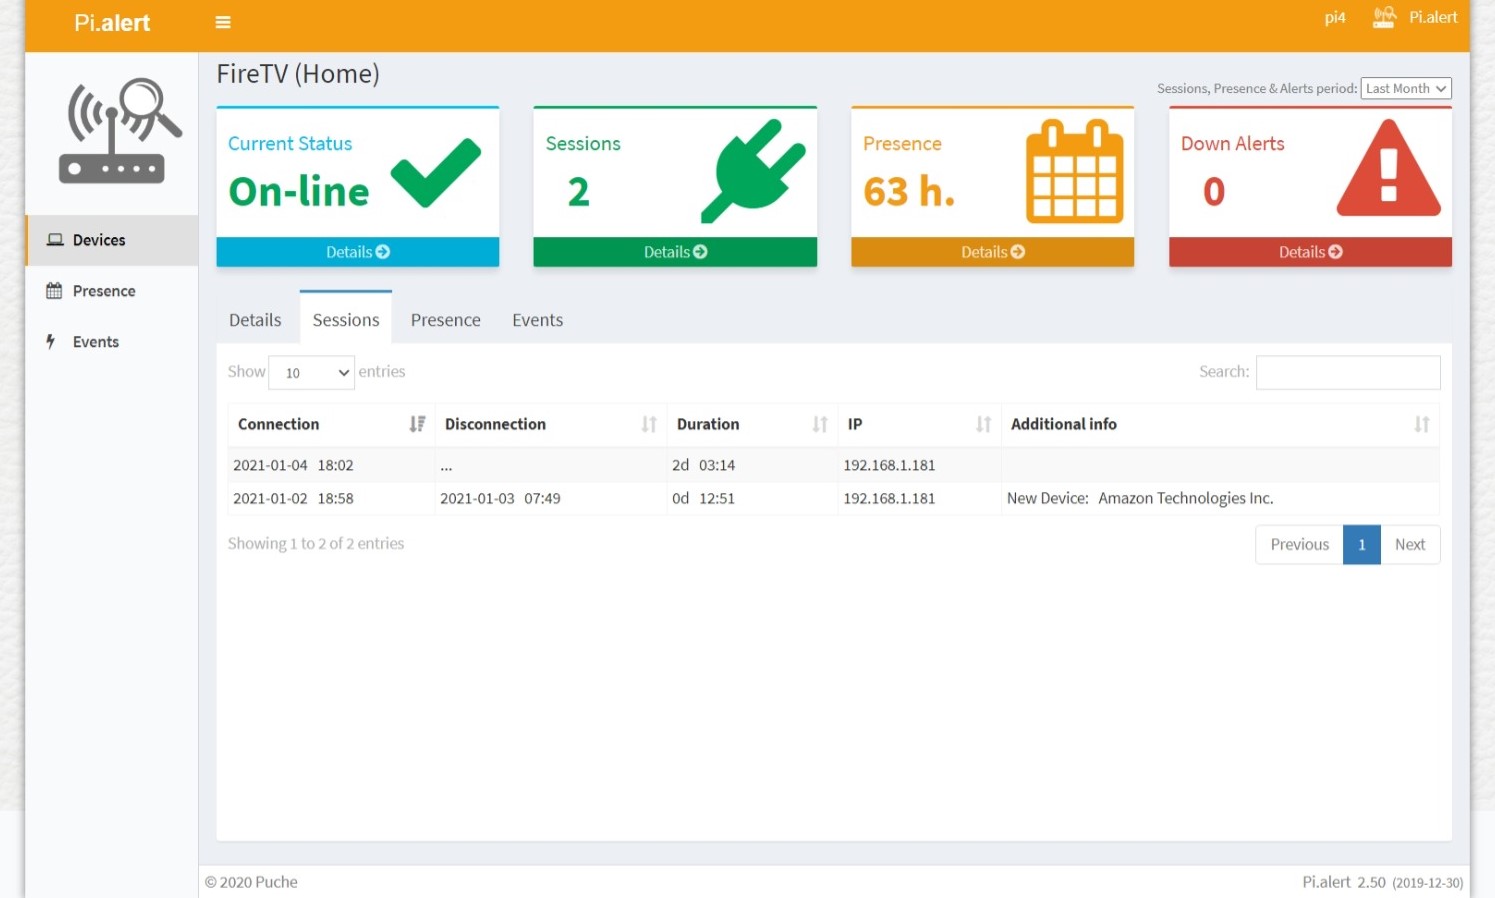 Pi.alert
pi4 Pi.alert
FireTV (Home)
Sessions, Presence & Alerts period: Last Month
Current Status
On-line
Details
Sessions
2
Details
Presence
63 h.
Details
Down Alerts
0
Details
Devices
Presence
Events
Details Sessions Presence Events
Show 10 entries Search:
Connection Disconnection Duration IP Additional info
2021-01-04 18:02 ... 2d 03:14 192.168.1.181
2021-01-02 18:58 2021-01-03 07:49 0d 12:51 192.168.1.181 New Device: Amazon Technologies Inc.
Showing 1 to 2 of 2 entries Previous 1 Next
© 2020 Puche Pi.alert 2.50 (2019-12-30)